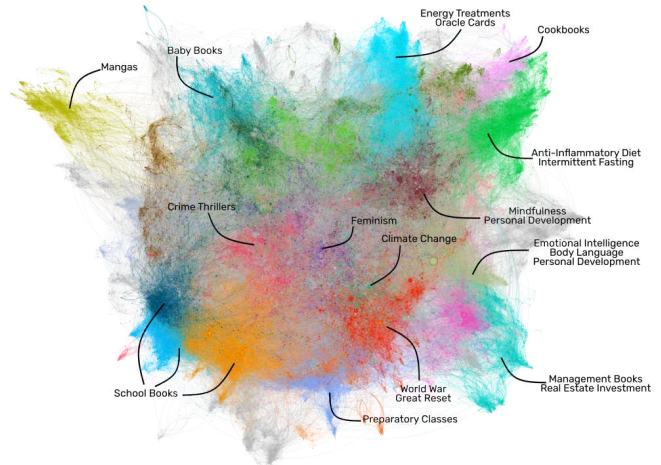 Energy Treatments
Oracle Cards
Cookbooks
Baby Books
Mangas
Anti-Inflammatory Diet
Intermittent Fasting
Crime Thrillers
Mindfulness
Personal Development
Feminism
Climate Change
Emotional Intelligence
Body Language
Personal Development
School Books
World War
Great Reset
Management Books
Real Estate Investment
Preparatory Classes